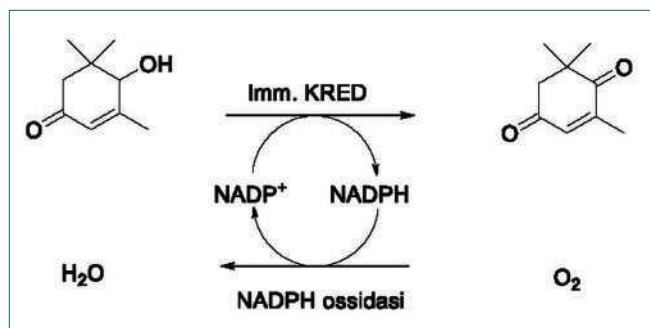 OH
O
Imm. KRED
O
O
NADP⁺
NADPH
H₂O
O₂
NADPH ossidasi